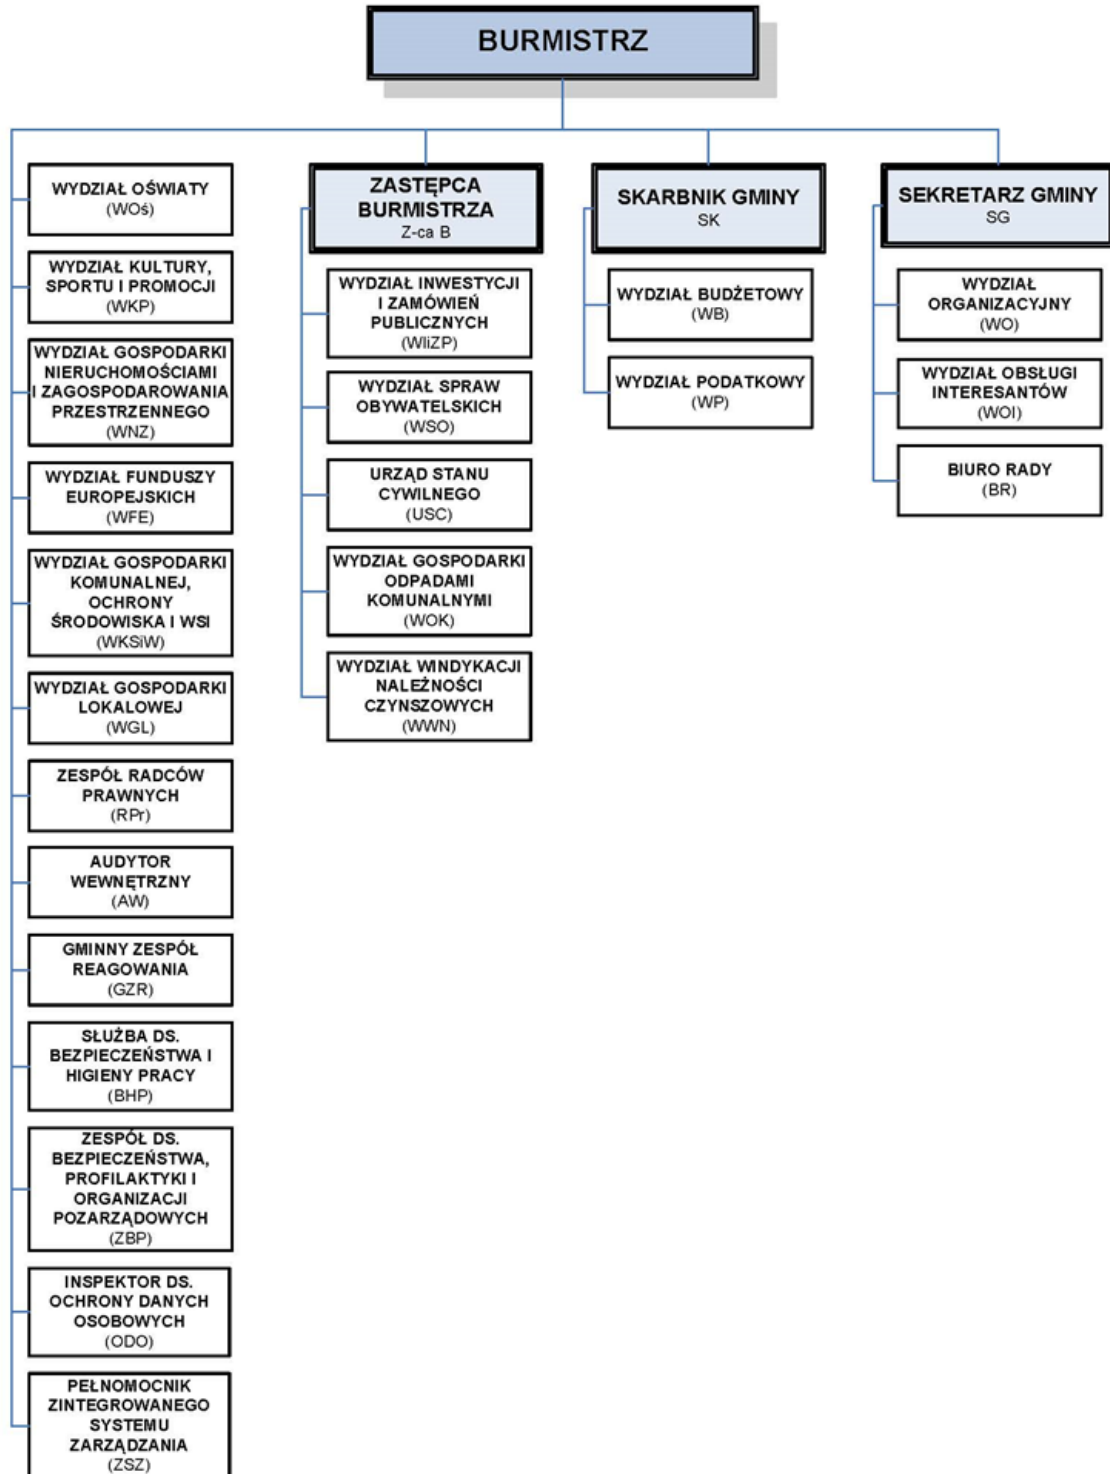 BURMISTRZ
WYDZIAŁ OŚWIATY
(WOś)
WYDZIAŁ KULTURY,
SPORTU I PROMOCJI
(WKP)
WYDZIAŁ GOSPODARKI
NIERUCHOMOŚCIAMI
I ZAGOSPODAROWANIA
PRZESTRZENNEGO
(WNZ)
WYDZIAŁ FUNDUSZY
EUROPEJSKICH
(WFE)
WYDZIAŁ GOSPODARKI
KOMUNALNEJ,
OCHRONY
ŚRODOWISKA I WSI
(WKSiW)
WYDZIAŁ GOSPODARKI
LOKALOWEJ
(WGL)
ZESPÓŁ RADCÓW
PRAWNYCH
(RPr)
AUDYTOR
WEWNĘTRZNY
(AW)
GMINNY ZESPÓŁ
REAGOWANIA
(GZR)
SŁUŻBA DS.
BEZPIECZEŃSTWA I
HIGIENY PRACY
(BHP)
ZESPÓŁ DS.
BEZPIECZEŃSTWA,
PROFILAKTYKI I
ORGANIZACJI
POZARZĄDOWYCH
(ZBP)
INSPEKTOR DS.
OCHRONY DANYCH
OSOBOWYCH
(ODO)
PEŁNOMOCNIK
ZINTEGROWANEGO
SYSTEMU
ZARZĄDZANIA
(ZSZ)
ZASTĘPCA
BURMISTRZA
Z-ca B
WYDZIAŁ INWESTYCJI
I ZAMÓWIEŃ
PUBLICZNYCH
(WIiZP)
WYDZIAŁ SPRAW
OBYWATELSKICH
(WSO)
URZĄD STANU
CYWILNEGO
(USC)
WYDZIAŁ GOSPODARKI
ODPADAMI
KOMUNALNYMI
(WOK)
WYDZIAŁ WINDYKACJI
NALEŻNOŚCI
CZYNSZOWYCH
(WWN)
SKARBNIK GMINY
SK
WYDZIAŁ BUDŻETOWY
(WB)
WYDZIAŁ PODATKOWY
(WP)
SEKRETARZ GMINY
SG
WYDZIAŁ
ORGANIZACYJNY
(WO)
WYDZIAŁ OBSŁUGI
INTERESANTÓW
(WOI)
BIURO RADY
(BR)